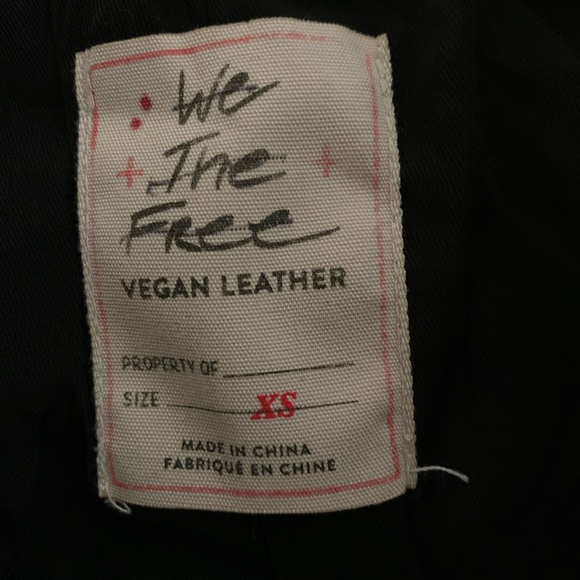 We
The
Free
VEGAN LEATHER
PROPERTY OF
SIZE XS
MADE IN CHINA
FABRIQUÉ EN CHINE